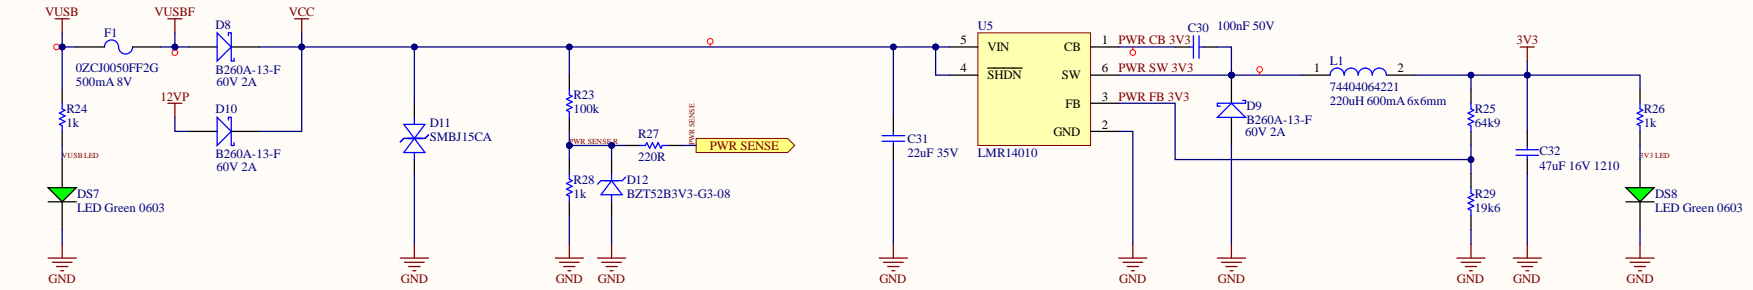 VUSB
VUSBF
VCC
F1
0ZCJ0050FF2G
500mA 8V
D8
B260A-13-F
60V 2A
12VP
D10
B260A-13-F
60V 2A
R24
1k
VUSB LED
DS7
LED Green 0603
GND
D11
SMBJ15CA
GND
R23
100k
PWR SENSE R
R27
220R
PWR SENSE
PWR SENSE
R28
1k
D12
BZT52B3V3-G3-08
GND
GND
C31
22uF 35V
GND
U5
5 VIN
4 SHDN
CB 1 PWR CB 3V3
SW 6 PWR SW 3V3
FB 3 PWR FB 3V3
GND 2
LMR14010
GND
C30 100nF 50V
D9
B260A-13-F
60V 2A
GND
1 L1 2
74404064221
220uH 600mA 6x6mm
3V3
R25
64k9
R29
19k6
GND
C32
47uF 16V 1210
GND
R26
1k
3V3 LED
DS8
LED Green 0603
GND